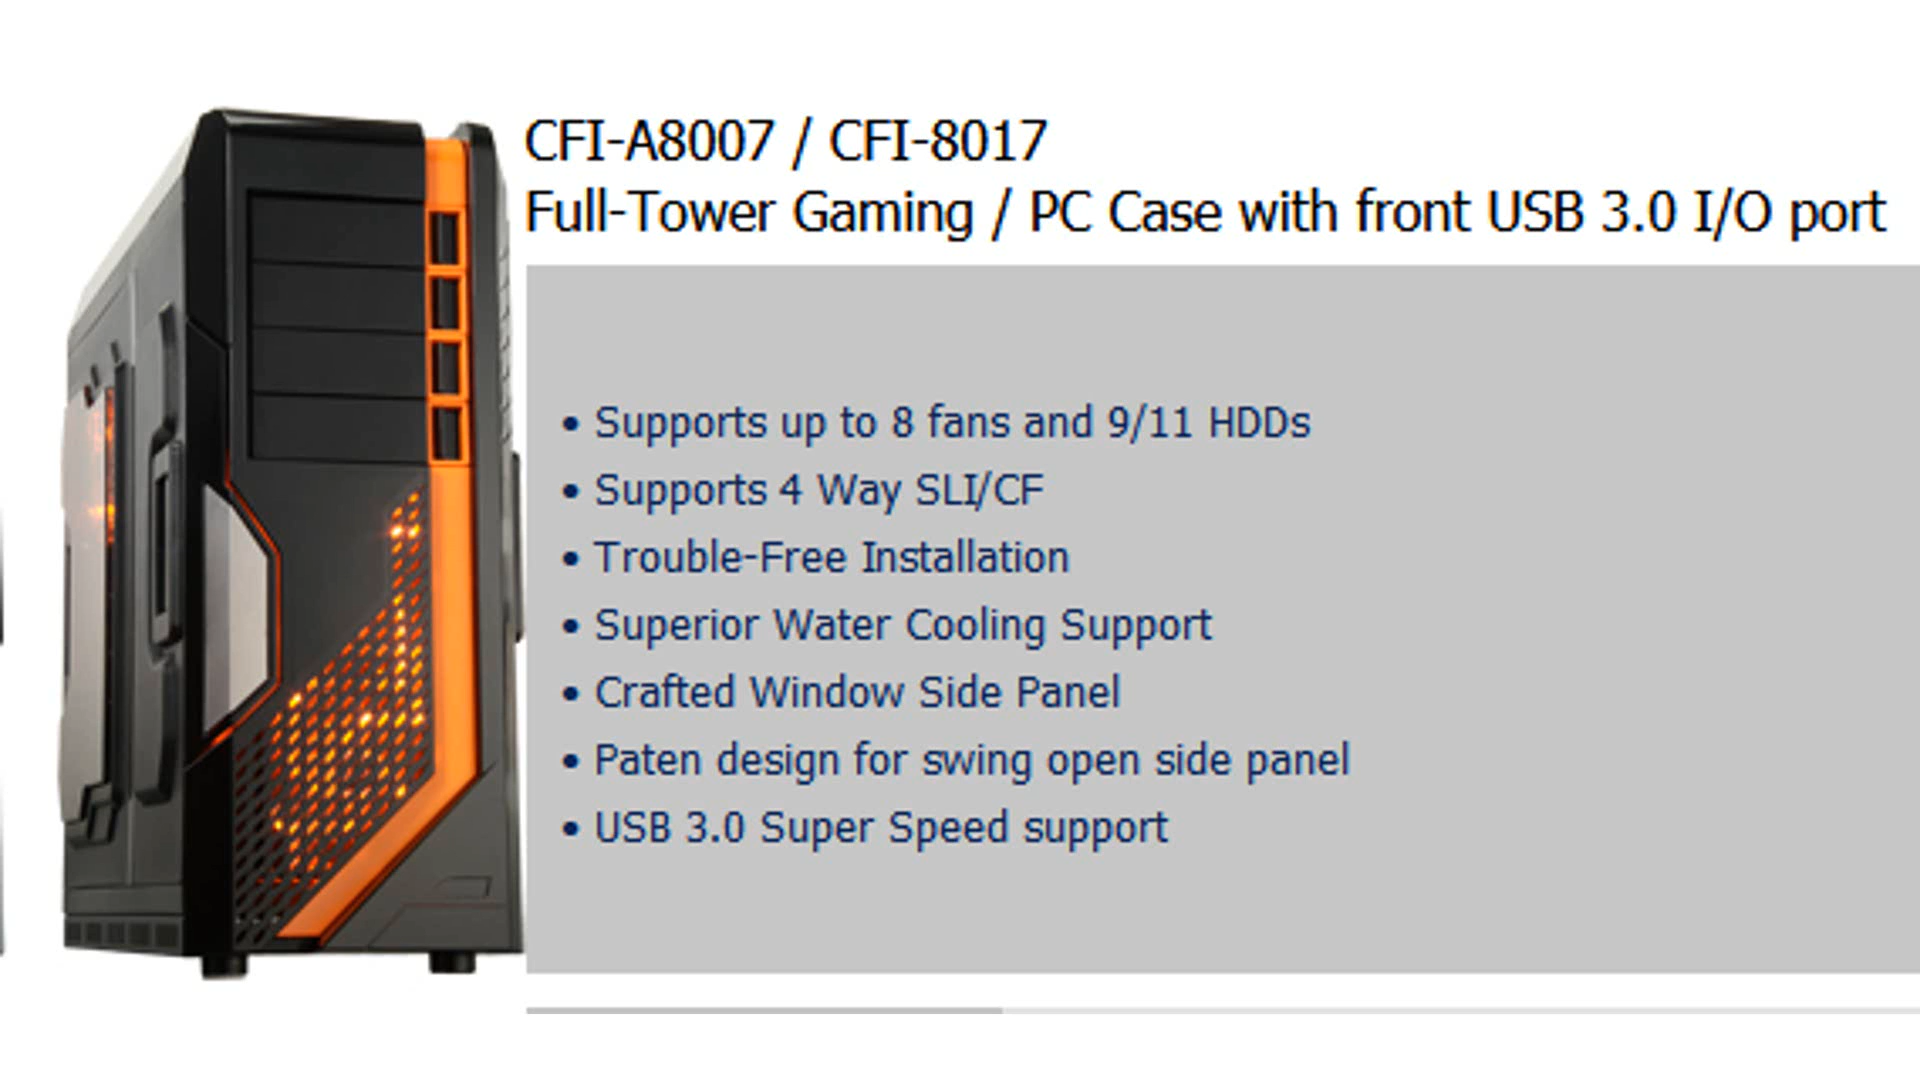 CFI-A8007 / CFI-8017
Full-Tower Gaming / PC Case with front USB 3.0 I/O port
• Supports up to 8 fans and 9/11 HDDs
• Supports 4 Way SLI/CF
• Trouble-Free Installation
• Superior Water Cooling Support
• Crafted Window Side Panel
• Paten design for swing open side panel
• USB 3.0 Super Speed support